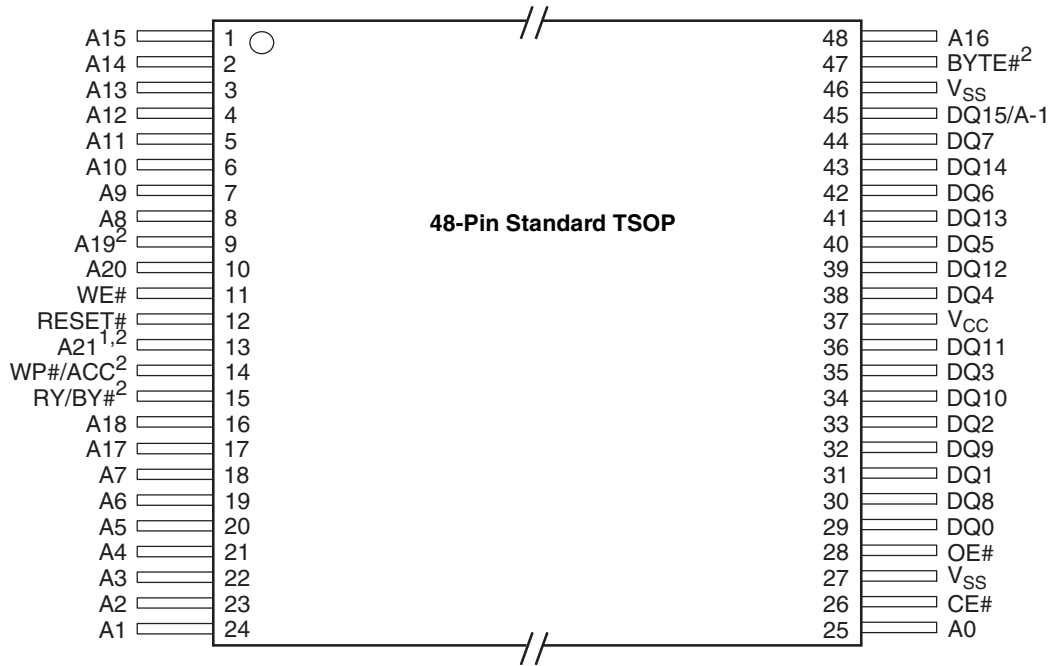 A15 1 48 A16
A14 2 47 BYTE#2
A13 3 46 VSS
A12 4 45 DQ15/A-1
A11 5 44 DQ7
A10 6 43 DQ14
A9 7 42 DQ6
A8 8 48-Pin Standard TSOP 41 DQ13
A192 9 40 DQ5
A20 10 39 DQ12
WE# 11 38 DQ4
RESET# 12 37 VCC
A211,2 13 36 DQ11
WP#/ACC2 14 35 DQ3
RY/BY#2 15 34 DQ10
A18 16 33 DQ2
A17 17 32 DQ9
A7 18 31 DQ1
A6 19 30 DQ8
A5 20 29 DQ0
A4 21 28 OE#
A3 22 27 VSS
A2 23 26 CE#
A1 24 25 A0